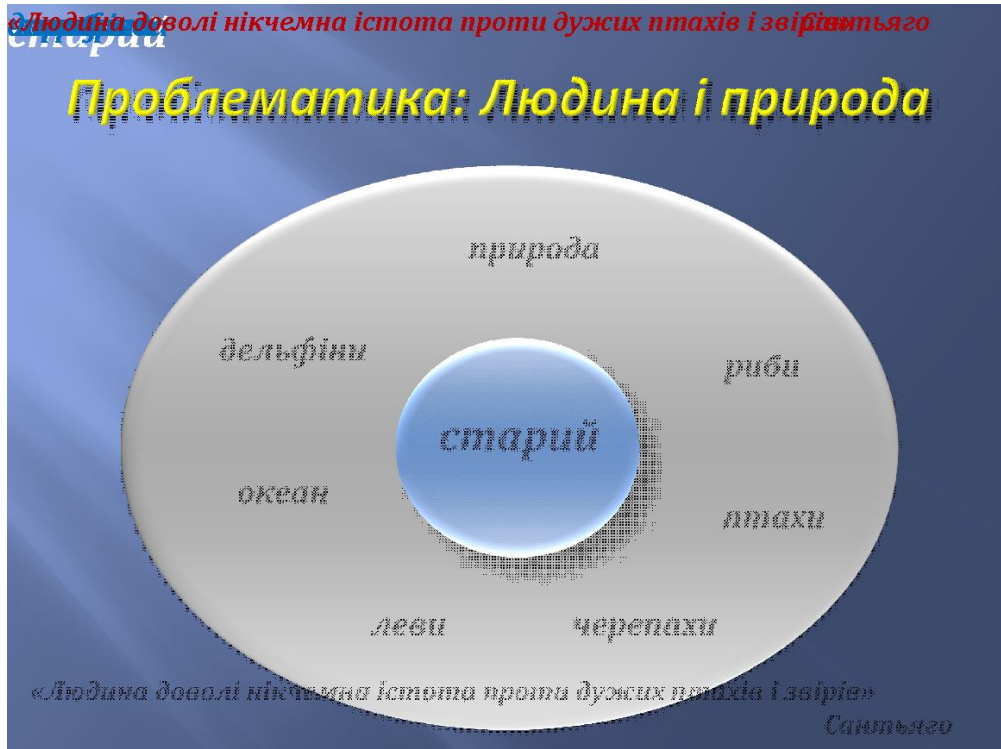 «Людина доволі нікчемна істота проти дужих птахів і звірів» Сантьяго
старий
Проблематика: Людина і природа
природа
дельфіни
риби
старий
океан
птахи
леви
черепахи
«Людина доволі нікчемна істота проти дужих птахів і звірів»
Сантьяго